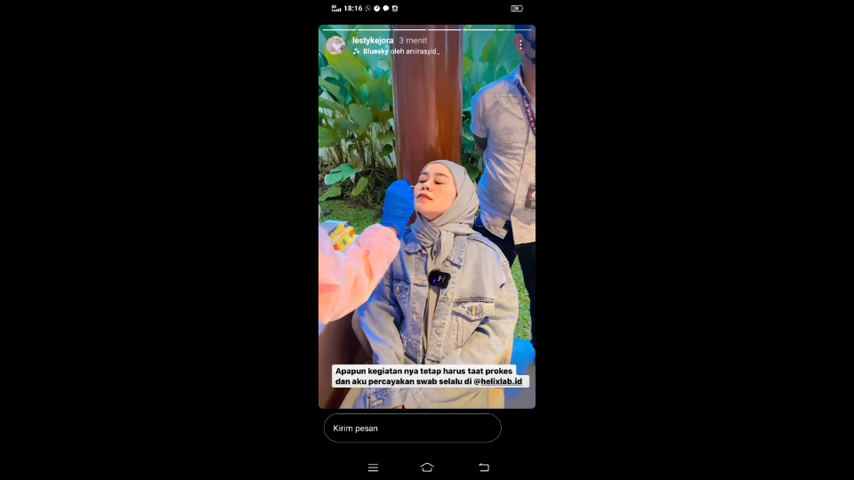 18:16
lestykejora 3 menit
Bluesky oleh aniirasyid_
Apapun kegiatan nya tetap harus taat prokes
dan aku percayakan swab selalu di @helixlab.id
Kirim pesan